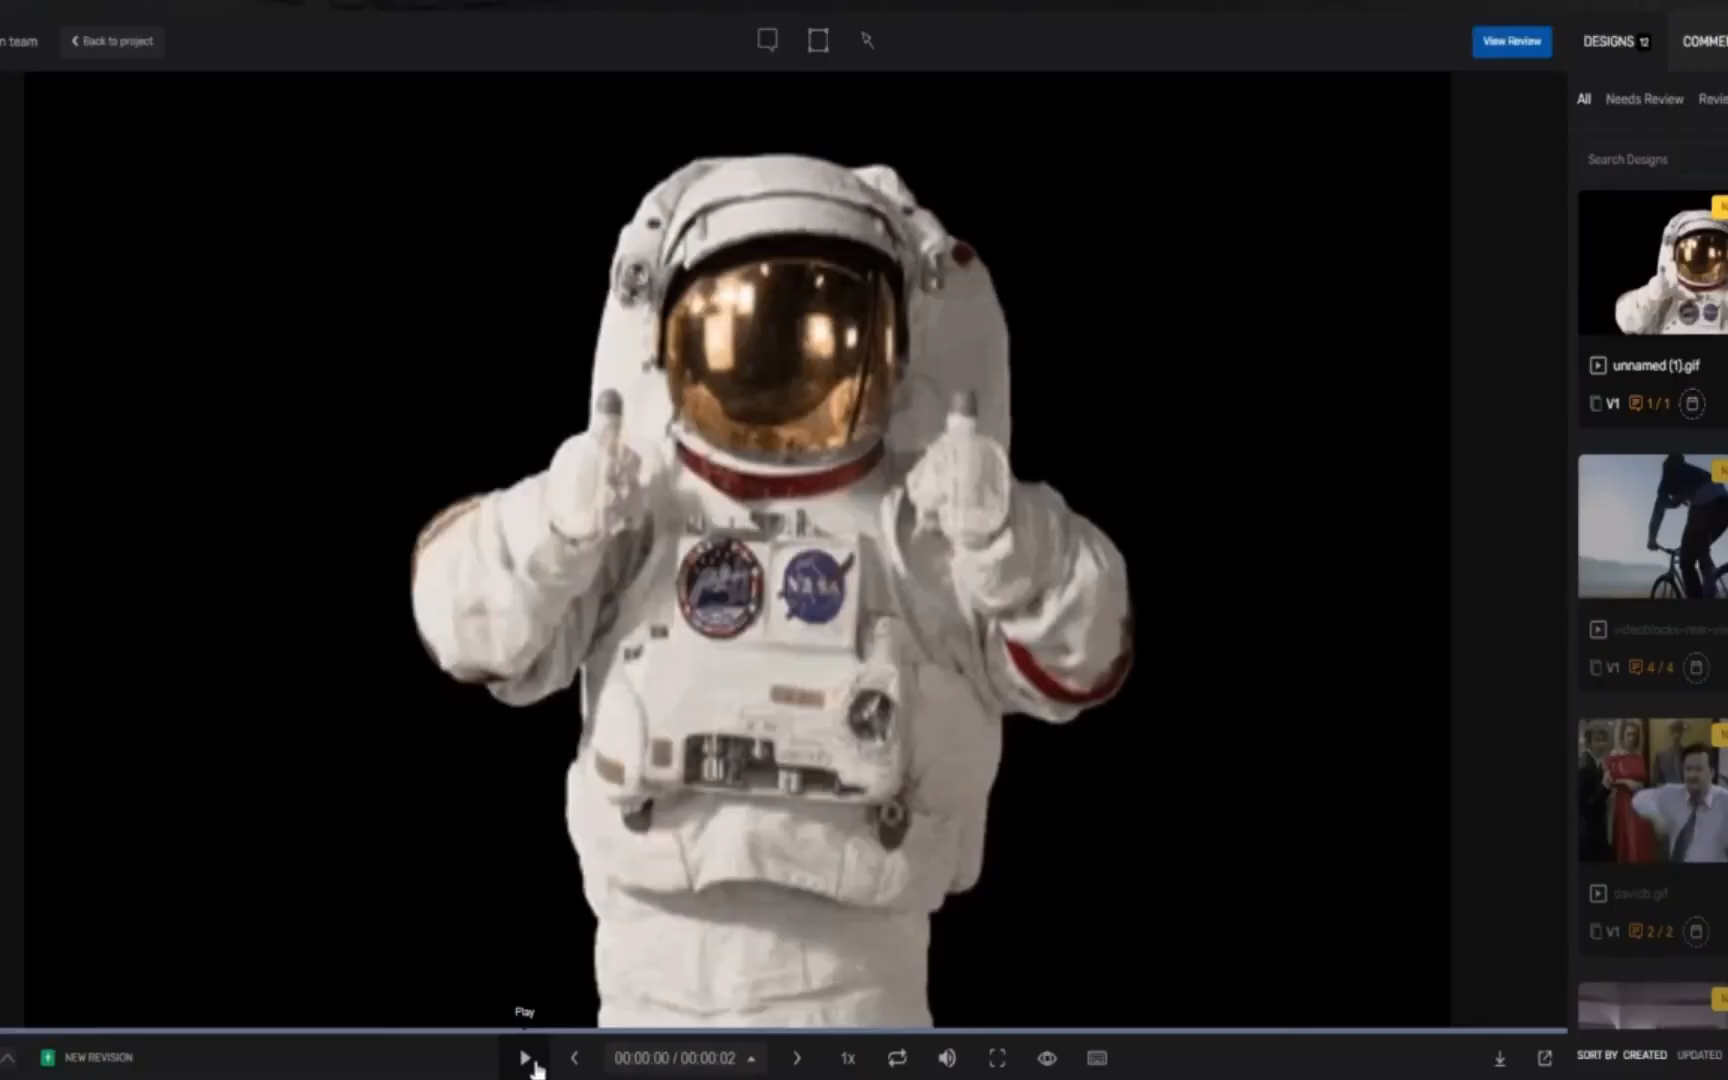 n team
Back to project
View Review
DESIGNS 12
COMME
All Needs Review Revie
Search Designs
unnamed (1).gif
V1 1/1
V1 4/4
davidb.gif
V1 2/2
NASA
Play
NEW REVISION
00:00:00 / 00:00:02
1x
SORT BY CREATED UPDATED